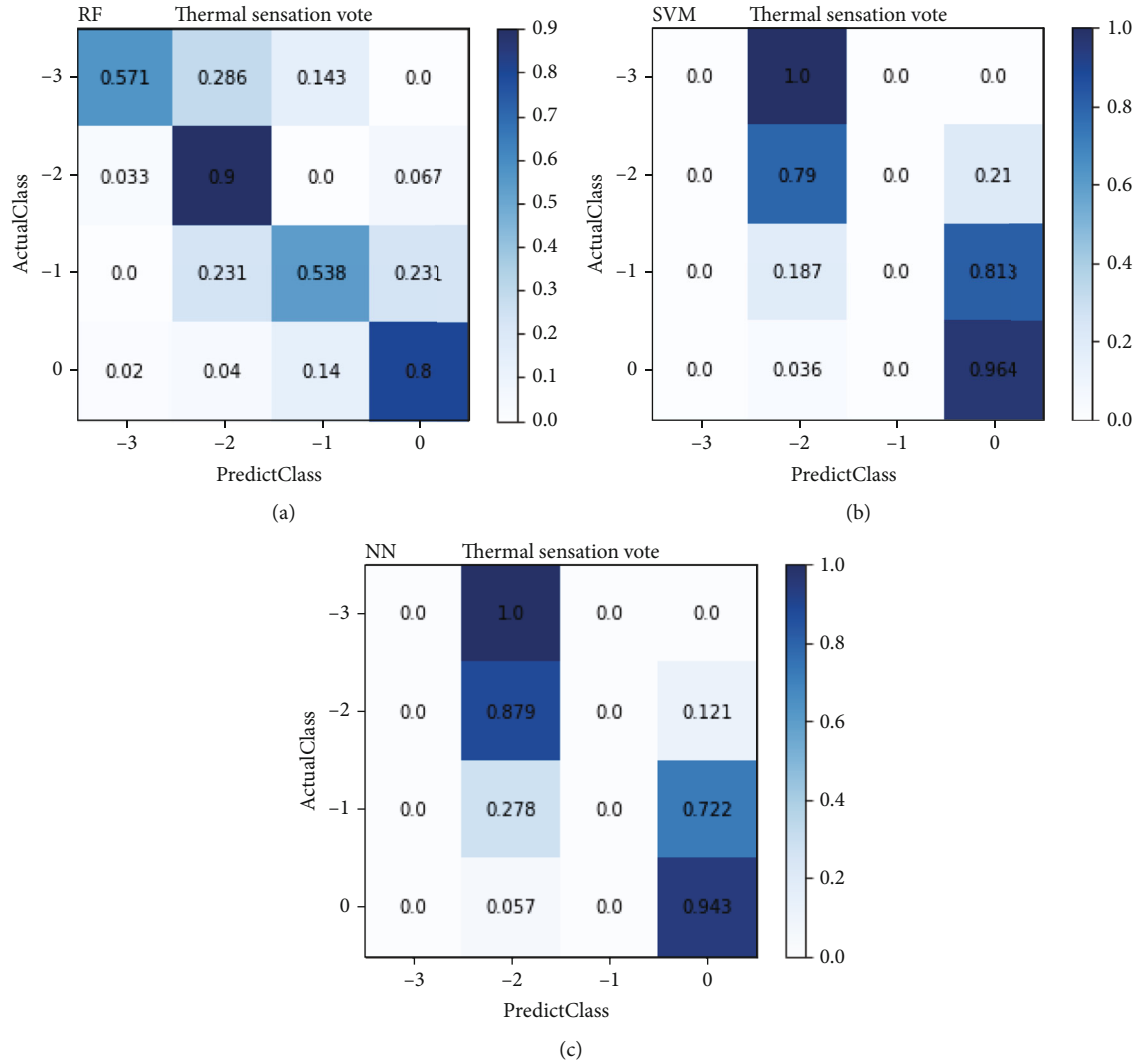 RF Thermal sensation vote
0.9
–3 0.571 0.286 0.143 0.0
0.8
0.7
–2 0.033 0.9 0.0 0.067
0.6
0.5
ActualClass
0.4
–1 0.0 0.231 0.538 0.231
0.3
0.2
0 0.02 0.04 0.14 0.8
0.1
0.0
–3 –2 –1 0
PredictClass
(a)
SVM Thermal sensation vote
1.0
–3 0.0 1.0 0.0 0.0
0.8
–2 0.0 0.79 0.0 0.21
0.6
ActualClass
0.4
–1 0.0 0.187 0.0 0.813
0.2
0 0.0 0.036 0.0 0.964
0.0
–3 –2 –1 0
PredictClass
(b)
NN Thermal sensation vote
1.0
–3 0.0 1.0 0.0 0.0
0.8
–2 0.0 0.879 0.0 0.121
0.6
ActualClass
0.4
–1 0.0 0.278 0.0 0.722
0.2
0 0.0 0.057 0.0 0.943
0.0
–3 –2 –1 0
PredictClass
(c)